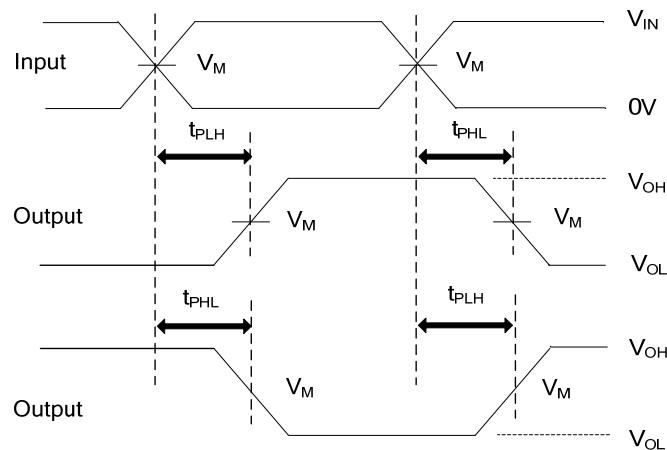 V_IN
Input V_M V_M
0V
t_PLH t_PHL
V_OH
Output V_M V_M
V_OL
t_PHL t_PLH
V_OH
Output V_M V_M
V_OL